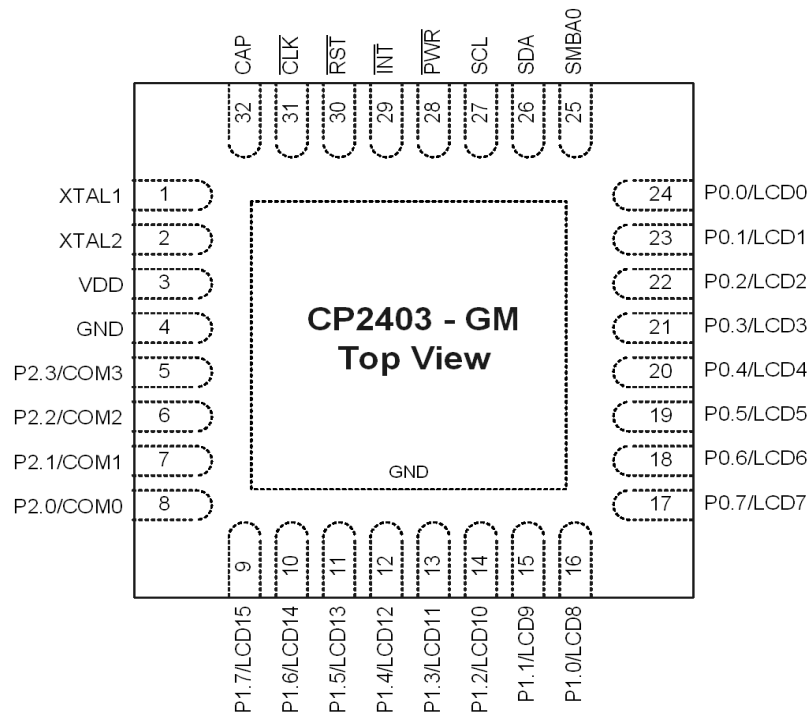 CAP
C̅L̅K̅
R̅S̅T̅
I̅N̅T̅
P̅W̅R̅
SCL
SDA
SMBA0
32
31
30
29
28
27
26
25
XTAL1 1
XTAL2 2
VDD 3
GND 4
P2.3/COM3 5
P2.2/COM2 6
P2.1/COM1 7
P2.0/COM0 8
24 P0.0/LCD0
23 P0.1/LCD1
22 P0.2/LCD2
21 P0.3/LCD3
20 P0.4/LCD4
19 P0.5/LCD5
18 P0.6/LCD6
17 P0.7/LCD7
CP2403 - GM
Top View
GND
9
10
11
12
13
14
15
16
P1.7/LCD15
P1.6/LCD14
P1.5/LCD13
P1.4/LCD12
P1.3/LCD11
P1.2/LCD10
P1.1/LCD9
P1.0/LCD8